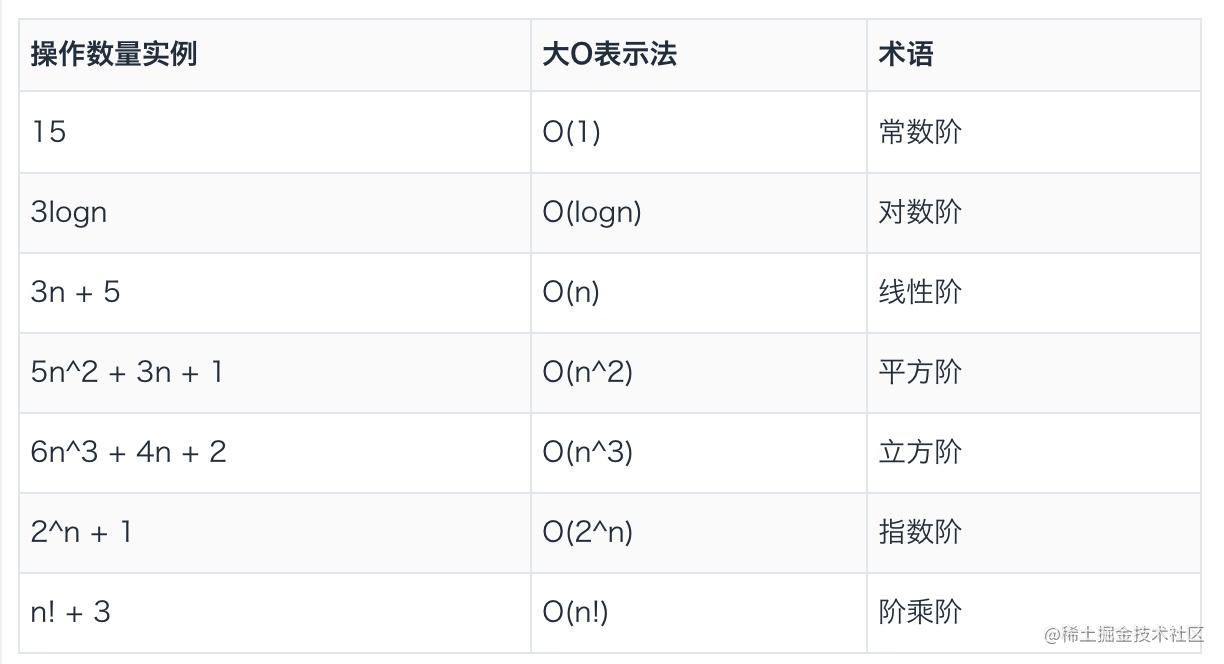 操作数量实例 大O表示法 术语
15 O(1) 常数阶
3logn O(logn) 对数阶
3n + 5 O(n) 线性阶
5n^2 + 3n + 1 O(n^2) 平方阶
6n^3 + 4n + 2 O(n^3) 立方阶
2^n + 1 O(2^n) 指数阶
n! + 3 O(n!) 阶乘阶
@稀土掘金技术社区